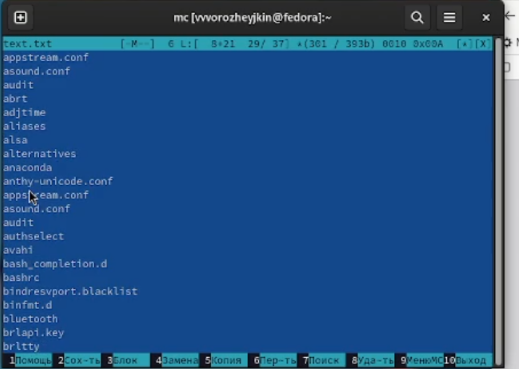 mc [vvvorozheyjkin@fedora]:~
text.txt [-M--] 6 L:[ 8+21 29/ 37] *(301 / 393b) 0010 0x00A [*][X]
appstream.conf
asound.conf
audit
abrt
adjtime
aliases
alsa
alternatives
anaconda
anthy-unicode.conf
appstream.conf
asound.conf
audit
authselect
avahi
bash_completion.d
bashrc
bindresvport.blacklist
binfmt.d
bluetooth
brlapi.key
brltty
1Помощь 2Сох-ть 3Блок 4Замена 5Копия 6Пер-ть 7Поиск 8Уда-ть 9МенюMC 10Выход